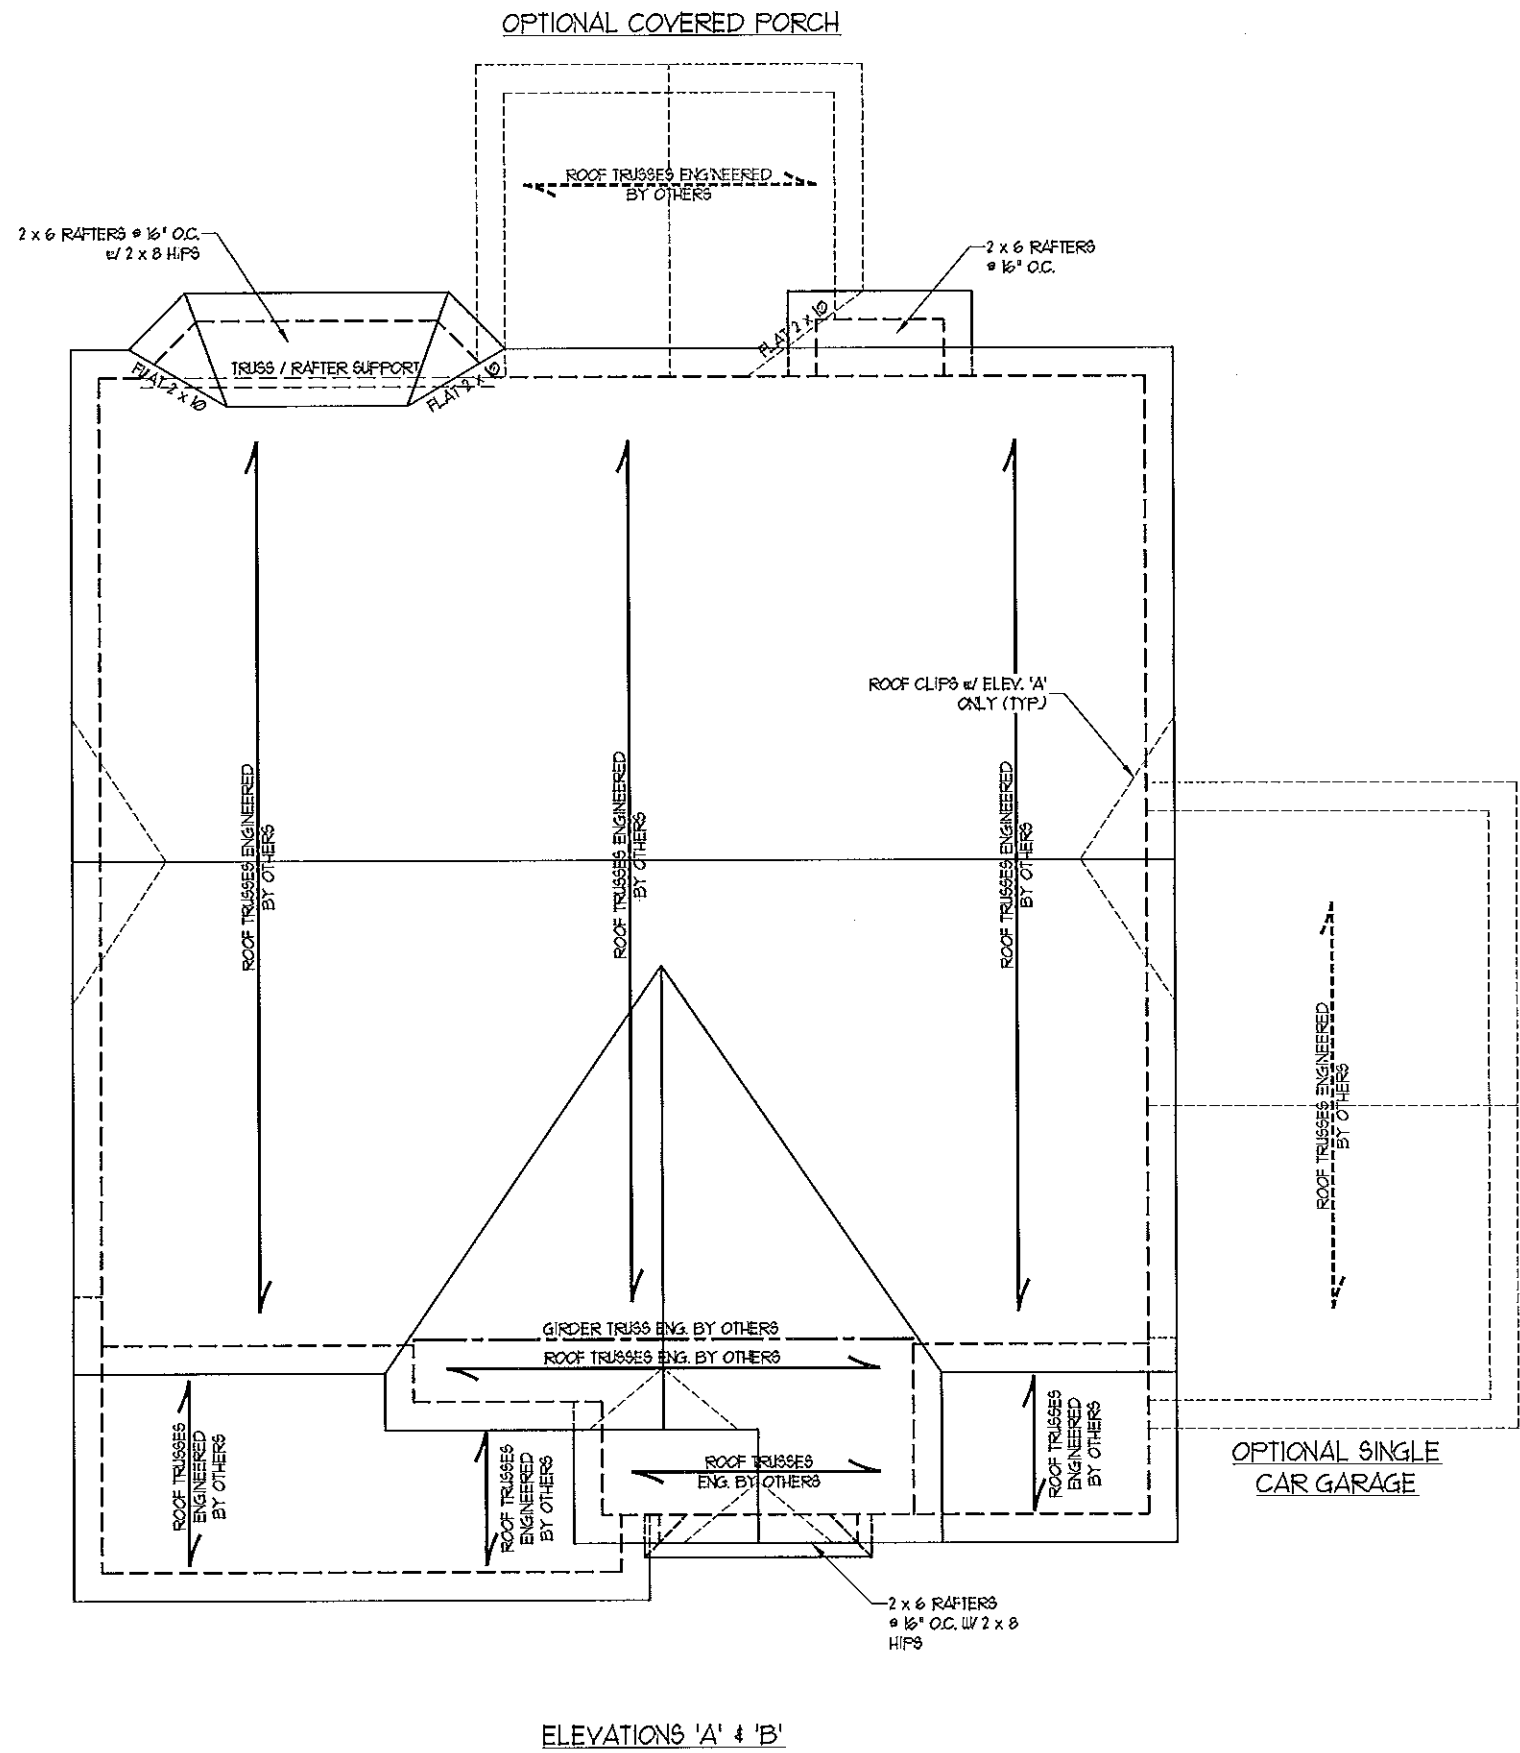 OPTIONAL COVERED PORCH
ROOF TRUSSES ENGINEERED
BY OTHERS
2 x 6 RAFTERS @ 16" O.C.
w/ 2 x 8 HIPS
2 x 6 RAFTERS
@ 16" O.C.
FLAT 2 x 10
TRUSS / RAFTER SUPPORT
FLAT 2 x 10
FLAT 2 x 10
ROOF CLIPS w/ ELEV. 'A'
ONLY (TYP.)
ROOF TRUSSES ENGINEERED
BY OTHERS
ROOF TRUSSES ENGINEERED
BY OTHERS
ROOF TRUSSES ENGINEERED
BY OTHERS
ROOF TRUSSES ENGINEERED
BY OTHERS
GIRDER TRUSS ENG. BY OTHERS
ROOF TRUSSES ENG. BY OTHERS
ROOF TRUSSES
ENGINEERED
BY OTHERS
ROOF TRUSSES
ENGINEERED
BY OTHERS
ROOF TRUSSES
ENG. BY OTHERS
ROOF TRUSSES
ENGINEERED
BY OTHERS
OPTIONAL SINGLE
CAR GARAGE
2 x 6 RAFTERS
@ 16" O.C. W/ 2 x 8
HIPS
ELEVATIONS 'A' & 'B'